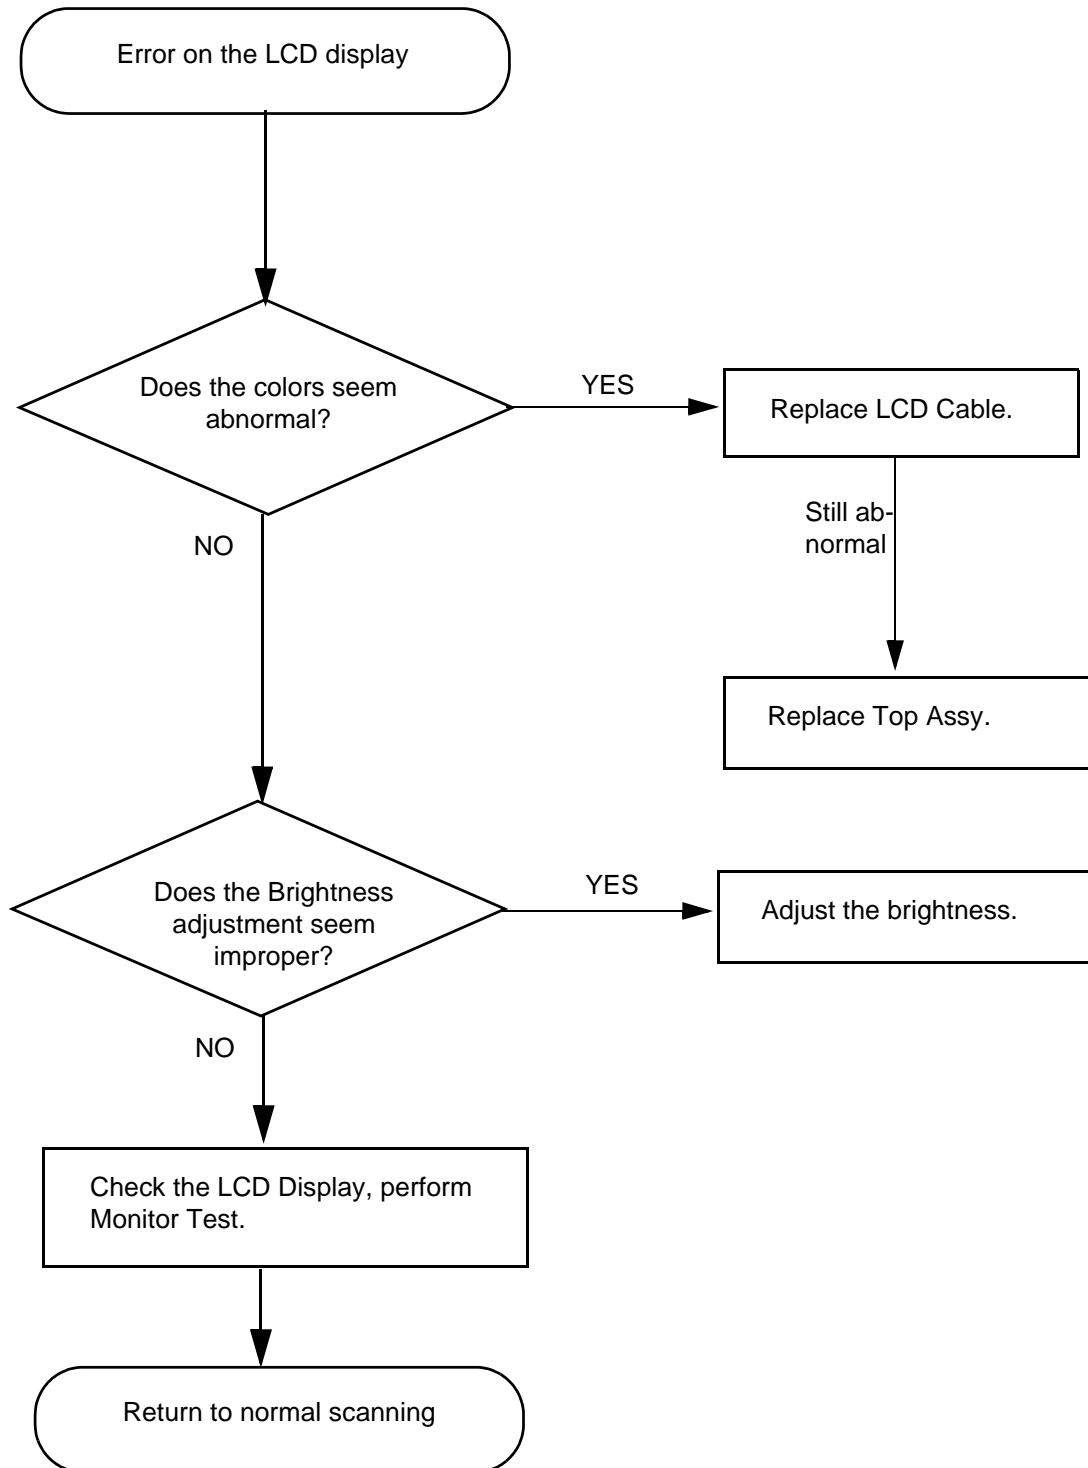 Error on the LCD display
Does the colors seem
abnormal?
YES
Replace LCD Cable.
NO
Still ab-
normal
Replace Top Assy.
Does the Brightness
adjustment seem
improper?
YES
Adjust the brightness.
NO
Check the LCD Display, perform
Monitor Test.
Return to normal scanning